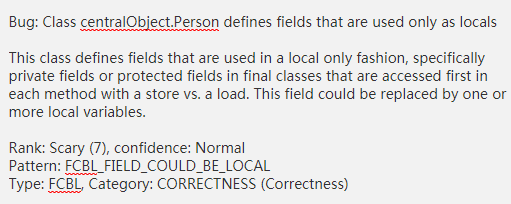 Bug: Class centralObject.Person defines fields that are used only as locals
This class defines fields that are used in a local only fashion, specifically
private fields or protected fields in final classes that are accessed first in
each method with a store vs. a load. This field could be replaced by one or
more local variables.
Rank: Scary (7), confidence: Normal
Pattern: FCBL_FIELD_COULD_BE_LOCAL
Type: FCBL, Category: CORRECTNESS (Correctness)